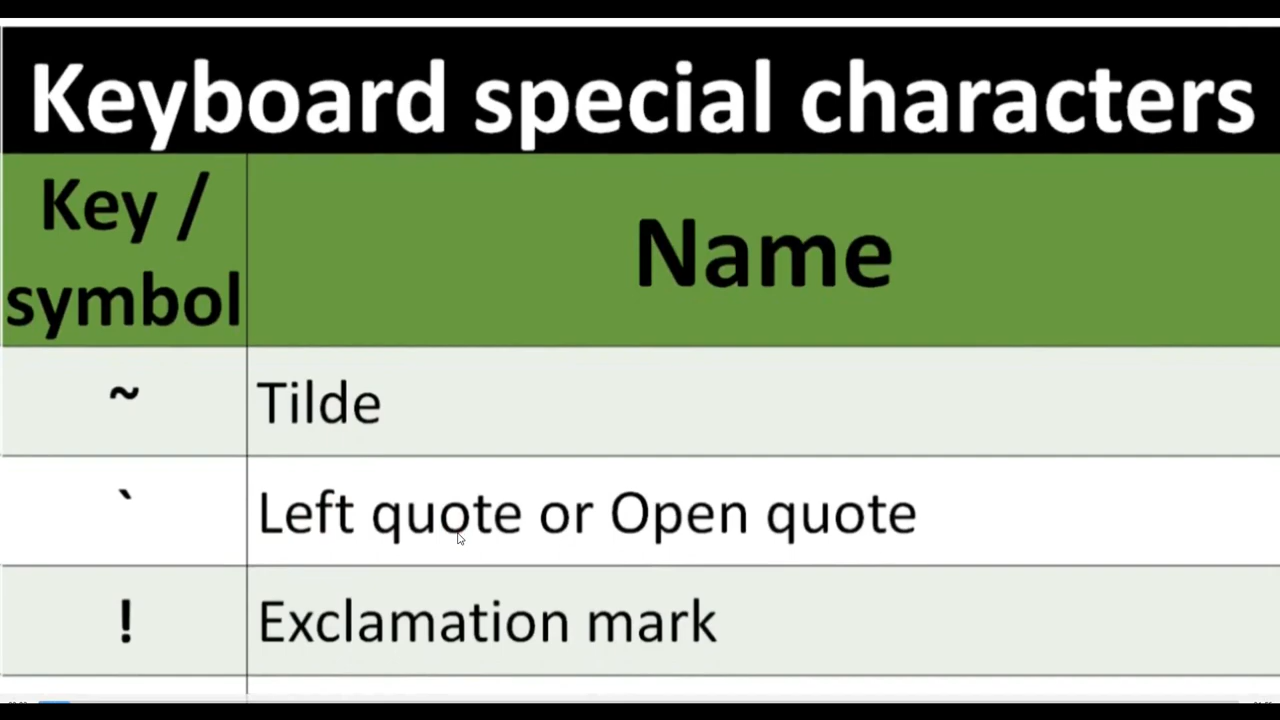 Keyboard special characters
Key /
symbol
Name
~ Tilde
` Left quote or Open quote
! Exclamation mark